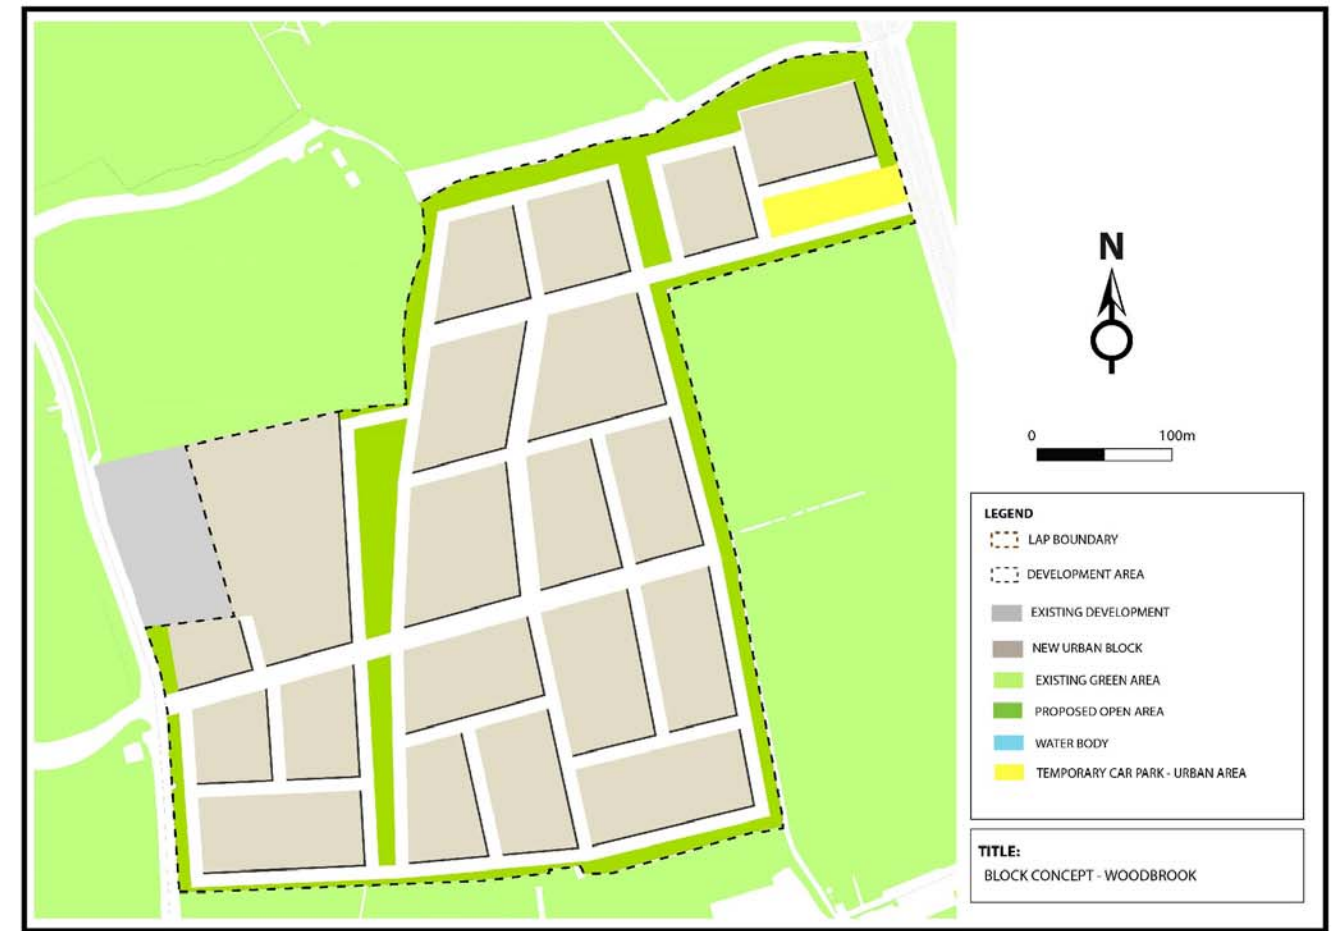 N
0 100m
LEGEND
LAP BOUNDARY
DEVELOPMENT AREA
EXISTING DEVELOPMENT
NEW URBAN BLOCK
EXISTING GREEN AREA
PROPOSED OPEN AREA
WATER BODY
TEMPORARY CAR PARK - URBAN AREA
TITLE:
BLOCK CONCEPT - WOODBROOK